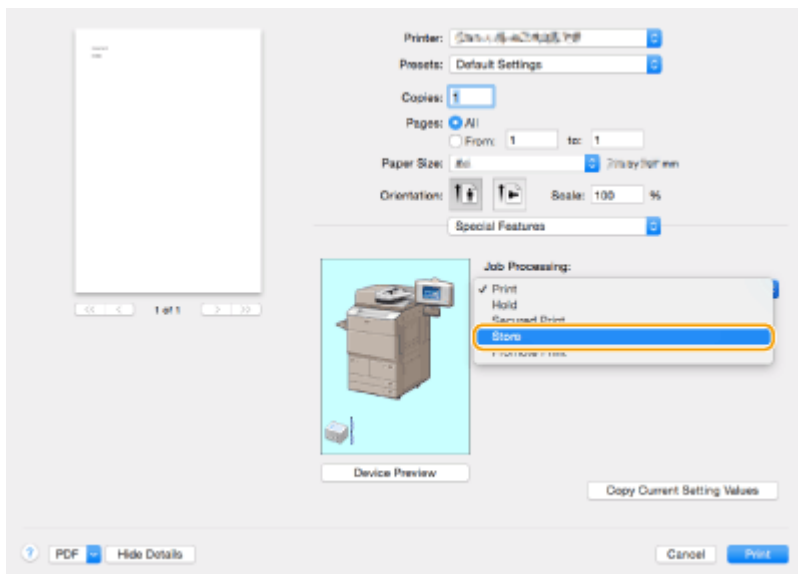 Printer:
Presets: Default Settings
Copies: 1
Pages: All
From: 1 to: 1
Paper Size:
Orientation: Scale: 100 %
Special Features
Job Processing:
✓ Print
Hold
Secured Print
Store
1 of 1
Device Preview
Copy Current Setting Values
? PDF Hide Details Cancel Print